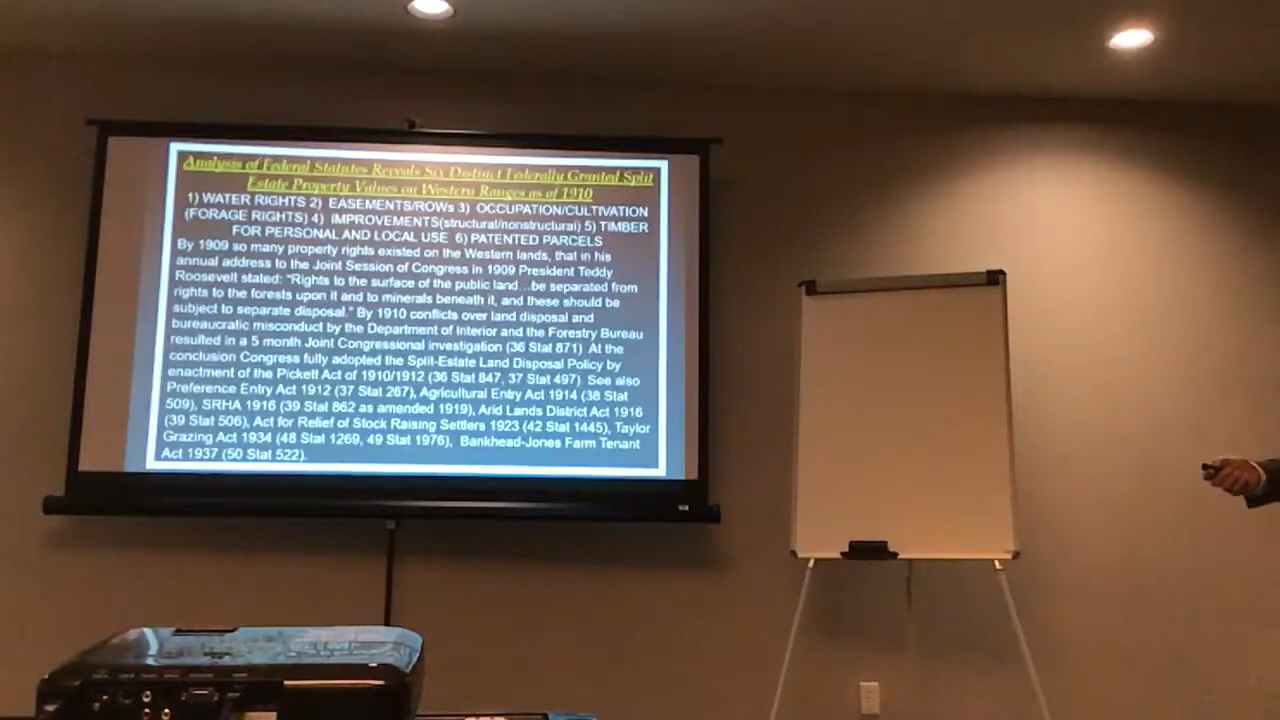 Analysis of Federal Statutes Reveals Six Distinct Federally Granted Split
Estate Property Values on Western Ranges as of 1910
1) WATER RIGHTS 2) EASEMENTS/ROWs 3) OCCUPATION/CULTIVATION
(FORAGE RIGHTS) 4) IMPROVEMENTS(structural/nonstructural) 5) TIMBER
FOR PERSONAL AND LOCAL USE 6) PATENTED PARCELS
By 1909 so many property rights existed on the Western lands, that in his
annual address to the Joint Session of Congress in 1909 President Teddy
Roosevelt stated: "Rights to the surface of the public land...be separated from
rights to the forests upon it and to minerals beneath it, and these should be
subject to separate disposal." By 1910 conflicts over land disposal and
bureaucratic misconduct by the Department of Interior and the Forestry Bureau
resulted in a 5 month Joint Congressional investigation (36 Stat 871) At the
conclusion Congress fully adopted the Split-Estate Land Disposal Policy by
enactment of the Pickett Act of 1910/1912 (36 Stat 847, 37 Stat 497) See also
Preference Entry Act 1912 (37 Stat 267), Agricultural Entry Act 1914 (38 Stat
509), SRHA 1916 (39 Stat 862 as amended 1919), Arid Lands District Act 1916
(39 Stat 506), Act for Relief of Stock Raising Settlers 1923 (42 Stat 1445), Taylor
Grazing Act 1934 (48 Stat 1269, 49 Stat 1976), Bankhead-Jones Farm Tenant
Act 1937 (50 Stat 522).